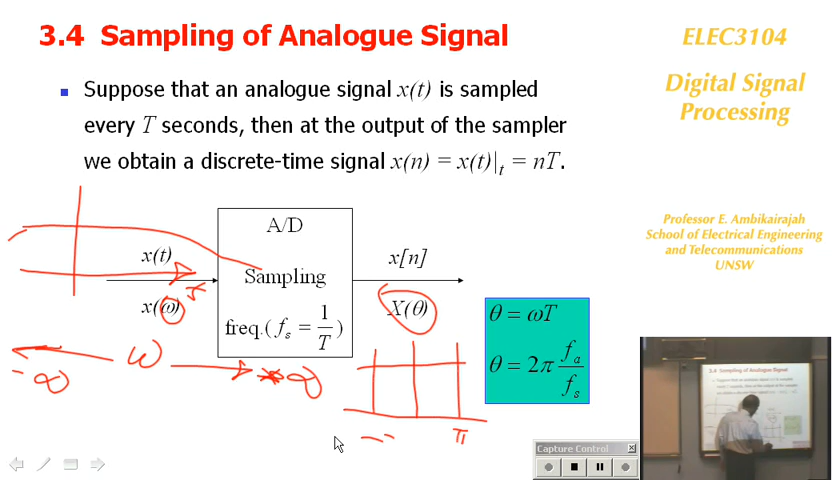 3.4 Sampling of Analogue Signal
ELEC3104
Digital Signal
Processing
Professor E. Ambikairajah
School of Electrical Engineering
and Telecommunications
UNSW
■ Suppose that an analogue signal x(t) is sampled
every T seconds, then at the output of the sampler
we obtain a discrete-time signal x(n) = x(t)|ₜ = nT.
x(t)
x(ω)
A/D
Sampling
freq.( fₛ = 1/T )
x[n]
X(θ)
θ = ωT
θ = 2π fₐ/fₛ
-∞ ω ∞
π
Capture Control